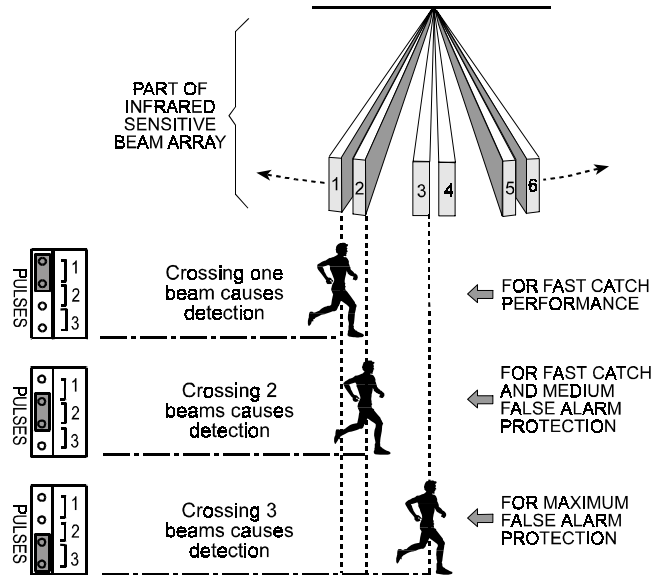 PART OF
INFRARED
SENSITIVE
BEAM ARRAY
1 2 3 4 5 6
PULSES
1
2
3
Crossing one
beam causes
detection
FOR FAST CATCH
PERFORMANCE
PULSES
1
2
3
Crossing 2
beams causes
detection
FOR FAST CATCH
AND MEDIUM
FALSE ALARM
PROTECTION
PULSES
1
2
3
Crossing 3
beams causes
detection
FOR MAXIMUM
FALSE ALARM
PROTECTION